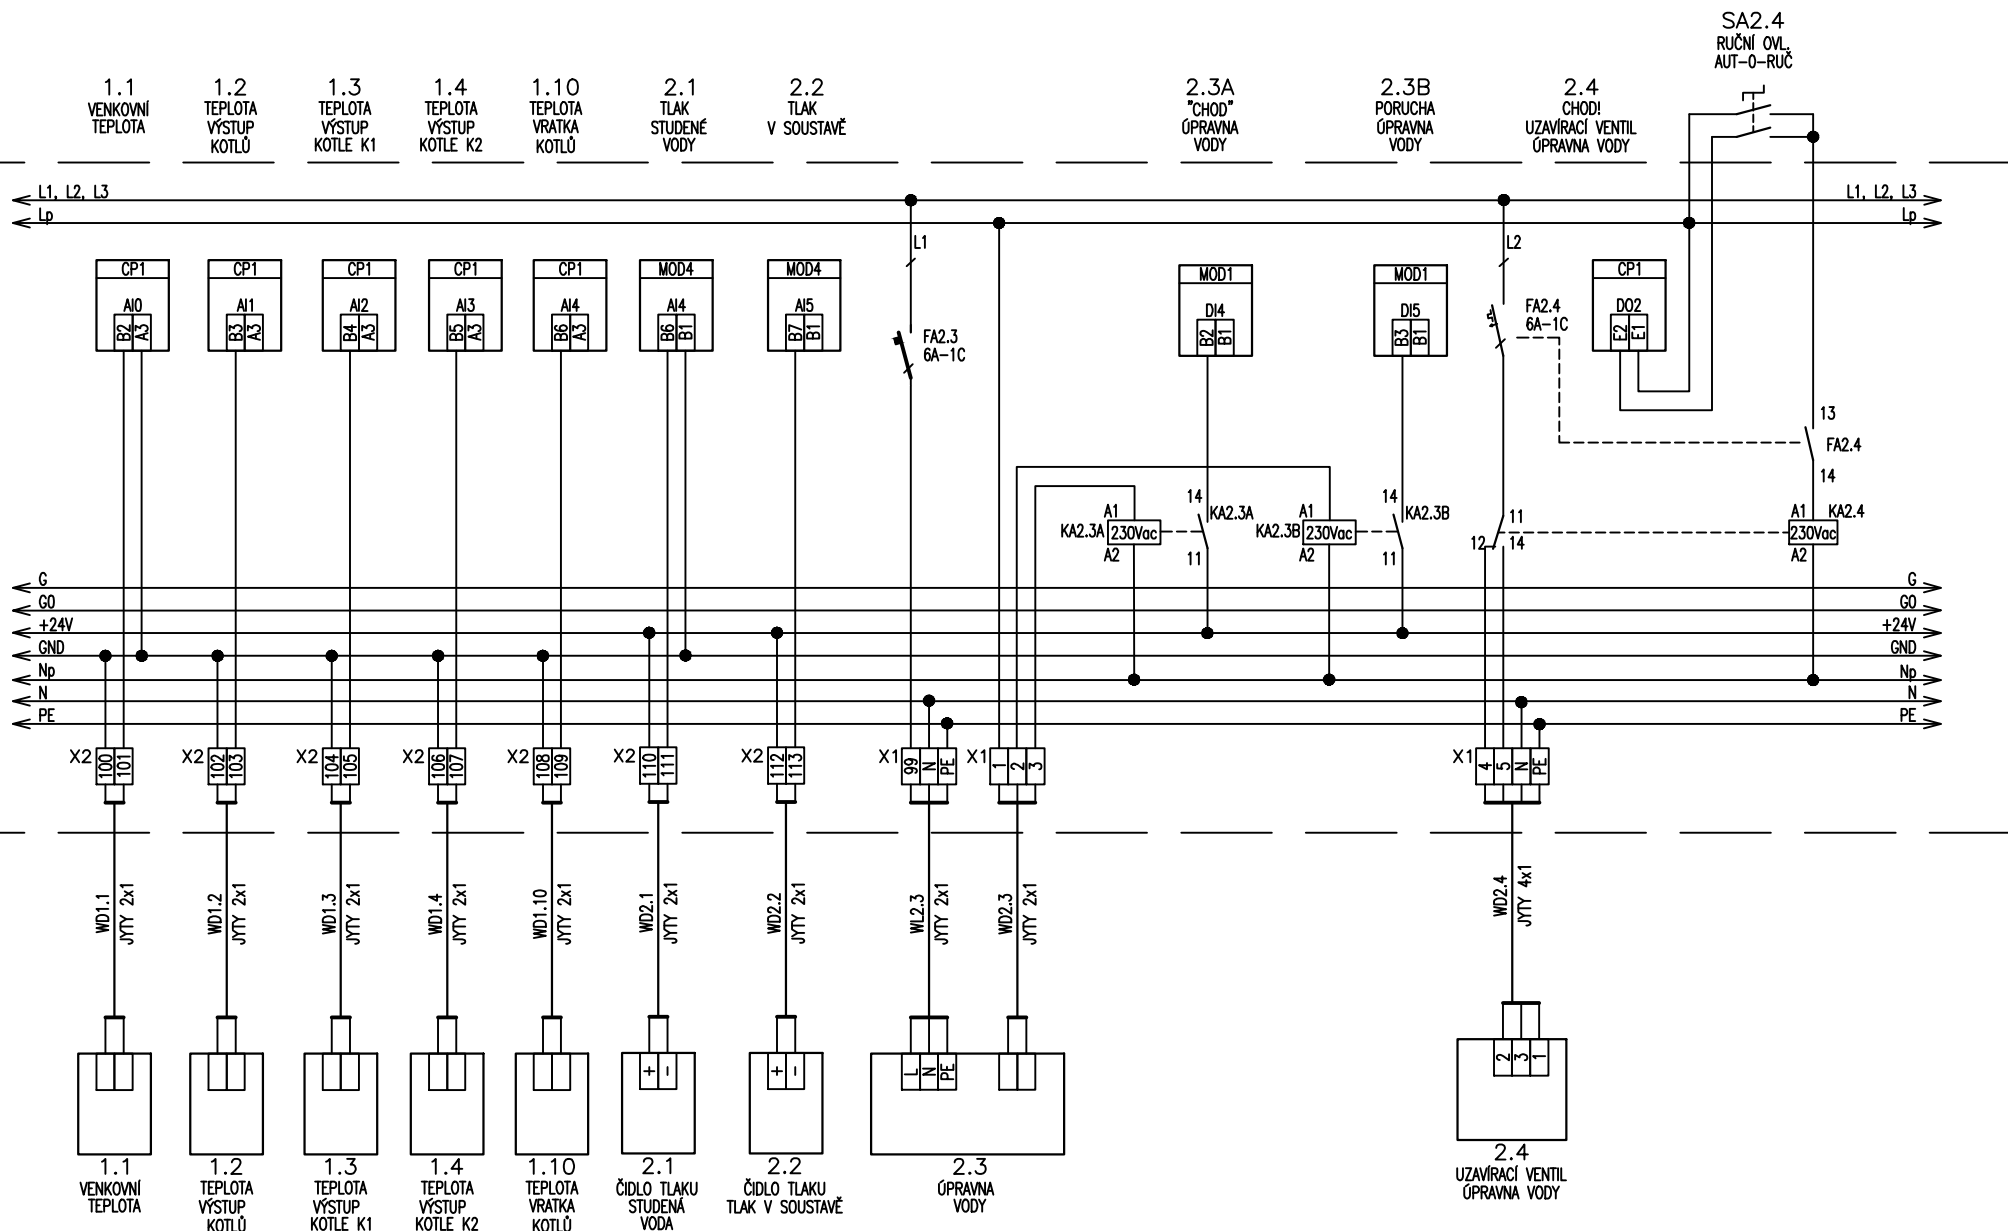 SA2.4
RUČNÍ OVL.
AUT-0-RUČ
1.1
VENKOVNÍ
TEPLOTA
1.2
TEPLOTA
VÝSTUP
KOTLŮ
1.3
TEPLOTA
VÝSTUP
KOTLE K1
1.4
TEPLOTA
VÝSTUP
KOTLE K2
1.10
TEPLOTA
VRATKA
KOTLŮ
2.1
TLAK
STUDENÉ
VODY
2.2
TLAK
V SOUSTAVĚ
2.3A
"CHOD"
ÚPRAVNA
VODY
2.3B
PORUCHA
ÚPRAVNA
VODY
2.4
CHOD!
UZAVÍRACÍ VENTIL
ÚPRAVNA VODY
L1, L2, L3
L1, L2, L3
Lp
Lp
CP1
AI0
B2 A3
CP1
AI1
B3 A3
CP1
AI2
B4 A3
CP1
AI3
B5 A3
CP1
AI4
B6 A3
MOD4
AI4
B6 B1
MOD4
AI5
B7 B1
L1
FA2.3
6A-1C
MOD1
DI4
B2 B1
MOD1
DI5
B3 B1
L2
FA2.4
6A-1C
CP1
DO2
E2 E1
13
FA2.4
14
KA2.3A
A1
230Vac
A2
14
KA2.3A
11
KA2.3B
A1
230Vac
A2
14
KA2.3B
11
11
12
14
A1
KA2.4
230Vac
A2
G
G
G0
G0
+24V
+24V
GND
GND
Np
Np
N
N
PE
PE
X2
100 101
X2
102 103
X2
104 105
X2
106 107
X2
108 109
X2
110 111
X2
112 113
X1
99 N PE
X1
1 2 3
X1
4 5 N PE
WD1.1
JYTY 2x1
WD1.2
JYTY 2x1
WD1.3
JYTY 2x1
WD1.4
JYTY 2x1
WD1.10
JYTY 2x1
WD2.1
JYTY 2x1
WD2.2
JYTY 2x1
WL2.3
JYTY 2x1
WD2.3
JYTY 2x1
WD2.4
JYTY 4x1
+ -
+ -
L N PE
2 3 1
1.1
VENKOVNÍ
TEPLOTA
1.2
TEPLOTA
VÝSTUP
KOTLŮ
1.3
TEPLOTA
VÝSTUP
KOTLE K1
1.4
TEPLOTA
VÝSTUP
KOTLE K2
1.10
TEPLOTA
VRATKA
KOTLŮ
2.1
ČIDLO TLAKU
STUDENÁ
VODA
2.2
ČIDLO TLAKU
TLAK V SOUSTAVĚ
2.3
ÚPRAVNA
VODY
2.4
UZAVÍRACÍ VENTIL
ÚPRAVNA VODY